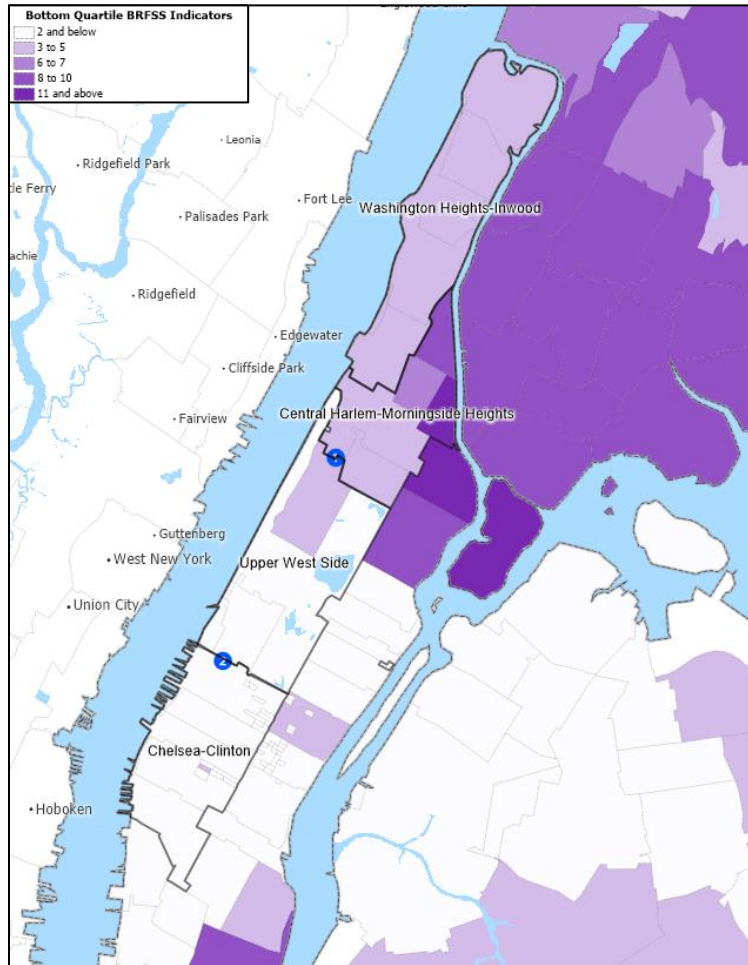 Bottom Quartile BRFSS Indicators
2 and below
3 to 5
6 to 7
8 to 10
11 and above
Leonia
Ridgefield Park
Fort Lee
Palisades Park
Washington Heights-Inwood
Ridgefield
Edgewater
Cliffside Park
Central Harlem-Morningside Heights
Fairview
1
Guttenberg
West New York
Upper West Side
Union City
2
Chelsea-Clinton
Hoboken